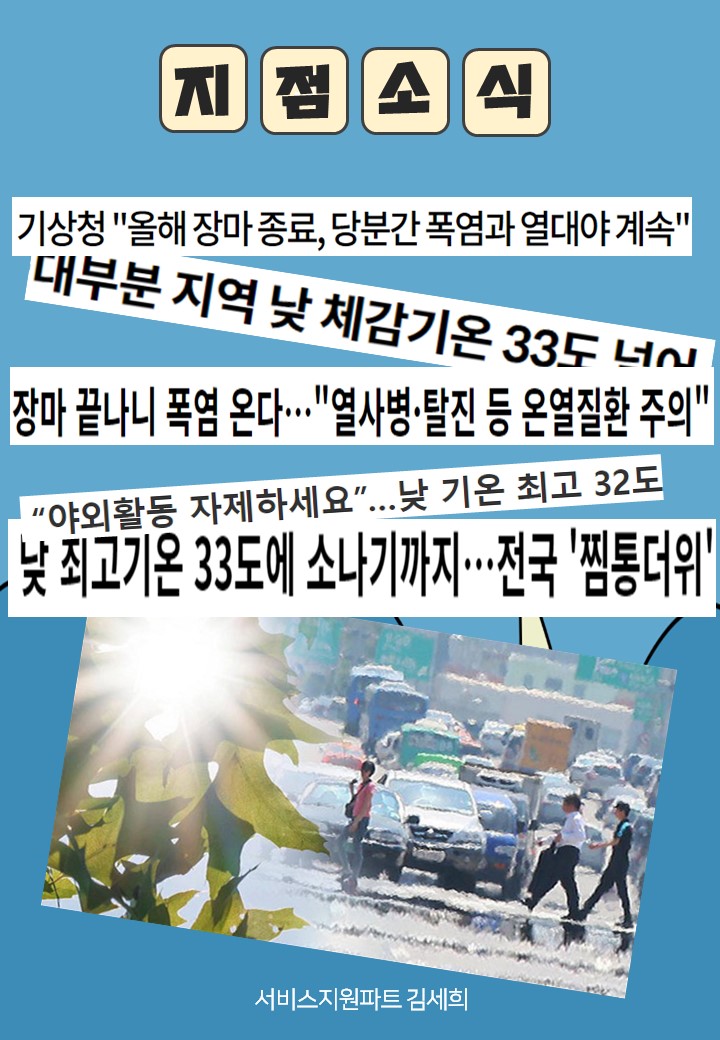 지점소식
기상청 "올해 장마 종료, 당분간 폭염과 열대야 계속"
대부분 지역 낮 체감기온 33도 넘어
장마 끝나니 폭염 온다…"열사병·탈진 등 온열질환 주의"
“야외활동 자제하세요”…낮 기온 최고 32도
낮 최고기온 33도에 소나기까지…전국 '찜통더위'
서비스지원파트 김세희